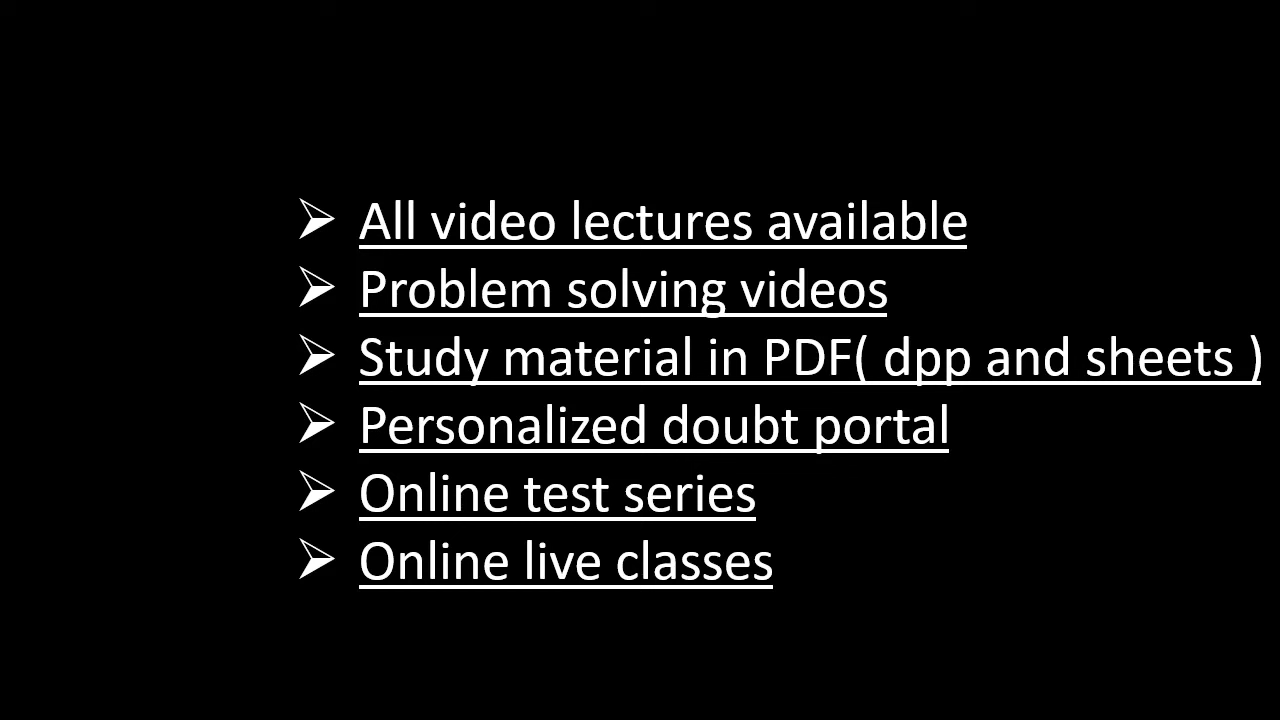 ➢ All video lectures available
➢ Problem solving videos
➢ Study material in PDF( dpp and sheets )
➢ Personalized doubt portal
➢ Online test series
➢ Online live classes